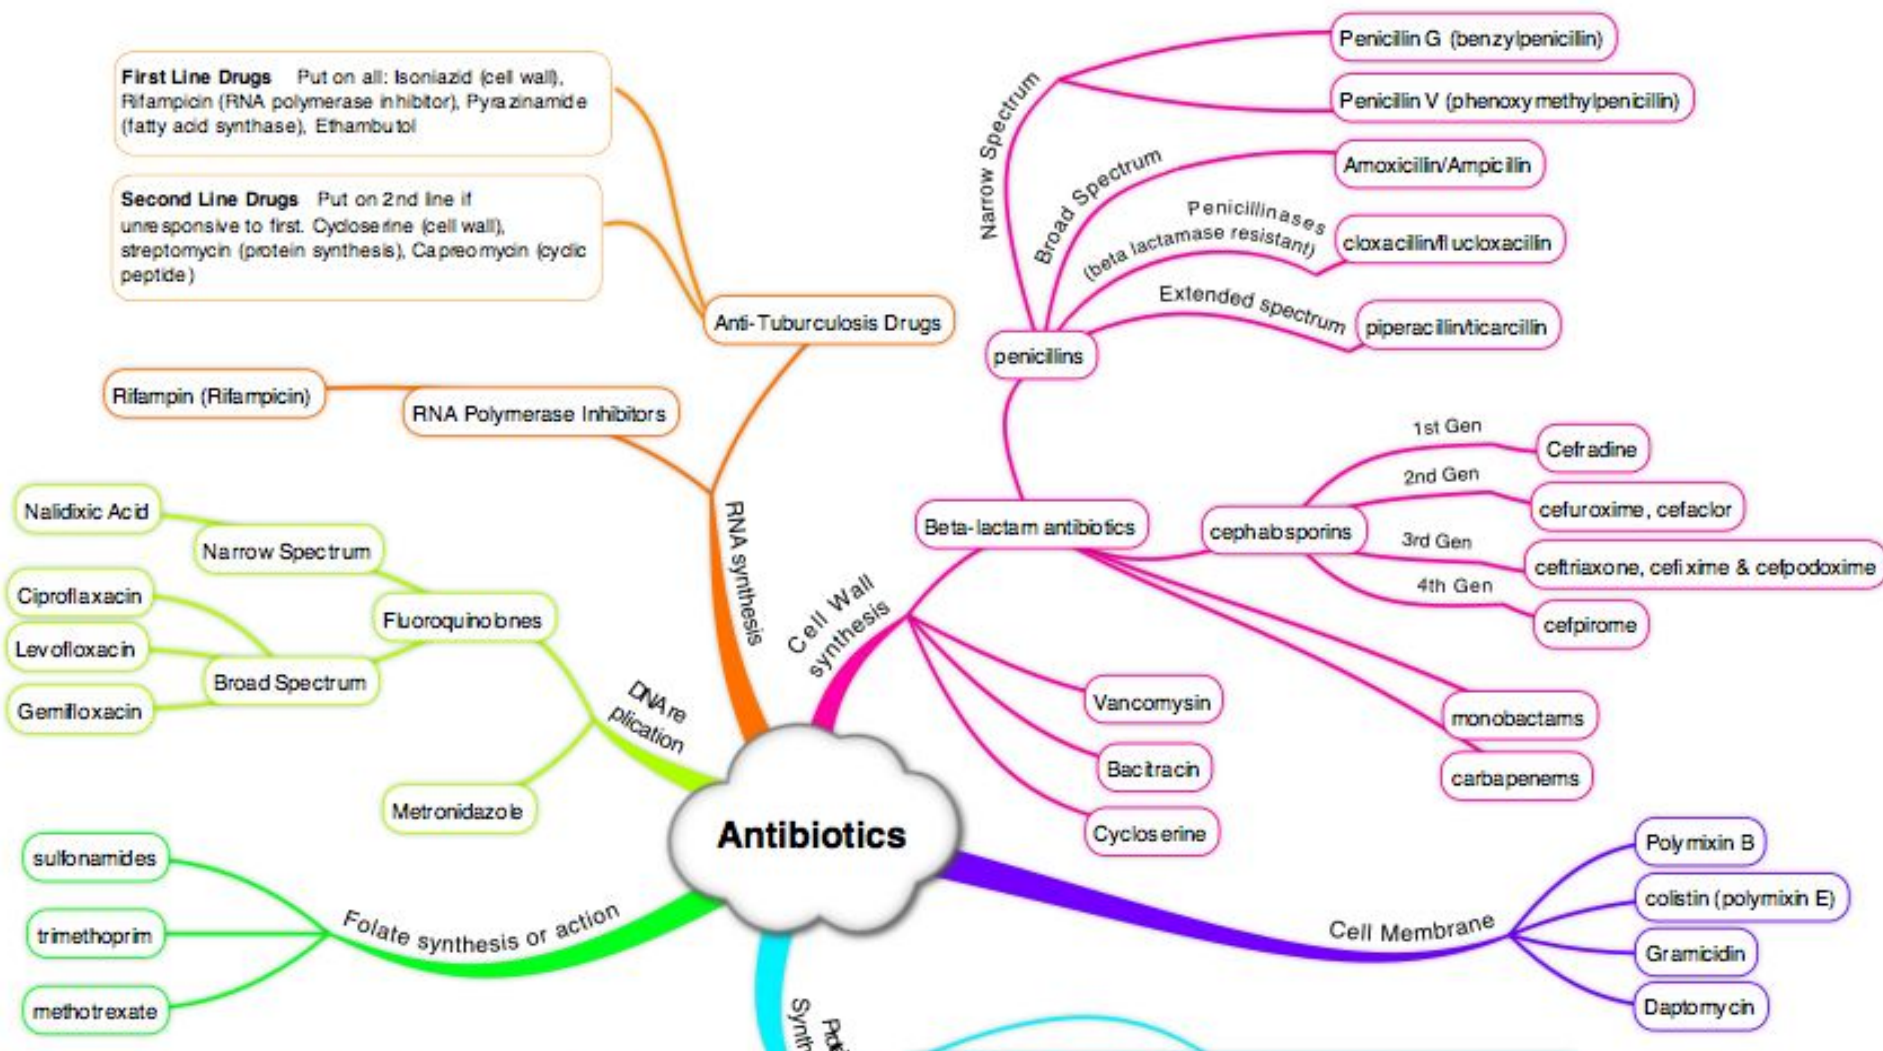 First Line Drugs Put on all: Isoniazid (cell wall),
Rifampicin (RNA polymerase inhibitor), Pyrazinamide
(fatty acid synthase), Ethambutol
Second Line Drugs Put on 2nd line if
unresponsive to first. Cycloserine (cell wall),
streptomycin (protein synthesis), Capreomycin (cyclic
peptide)
Anti-Tuburculosis Drugs
Rifampin (Rifampicin)
RNA Polymerase Inhibitors
RNA synthesis
Nalidixic Acid
Narrow Spectrum
Ciproflaxacin
Levofloxacin
Gemifloxacin
Broad Spectrum
Fluoroquinolones
DNA re
plication
Metronidazole
sulfonamides
trimethoprim
methotrexate
Folate synthesis or action
Antibiotics
Penicillin G (benzylpenicillin)
Penicillin V (phenoxymethylpenicillin)
Narrow Spectrum
Amoxicillin/Ampicillin
Broad Spectrum
Penicillinases
(beta lactamase resistant)
cloxacillin/flucloxacillin
Extended spectrum
piperacillin/ticarcillin
penicillins
Beta-lactam antibiotics
cephalosporins
1st Gen
Cefradine
2nd Gen
cefuroxime, cefaclor
3rd Gen
ceftriaxone, cefixime & cefpodoxime
4th Gen
cefpirome
monobactams
carbapenems
Cell Wall
synthesis
Vancomysin
Bacitracin
Cycloserine
Cell Membrane
Polymixin B
colistin (polymixin E)
Gramicidin
Daptomycin